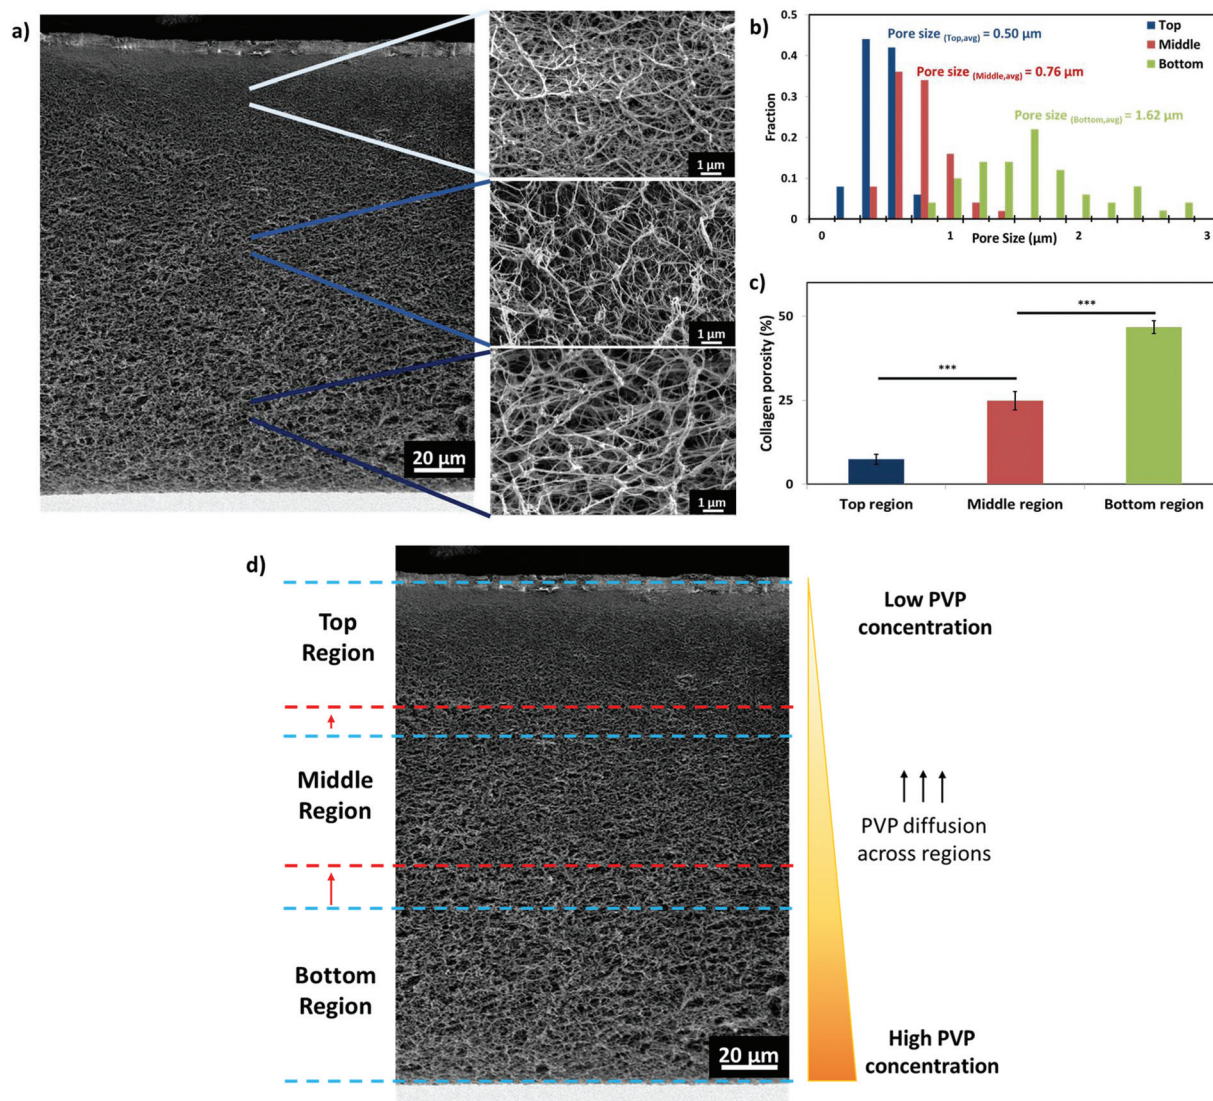 a)
1 μm
1 μm
1 μm
20 μm
b)
0.5
0.4
0.3
0.2
0.1
0
Fraction
Top
Middle
Bottom
Pore size (Top,avg) = 0.50 μm
Pore size (Middle,avg) = 0.76 μm
Pore size (Bottom,avg) = 1.62 μm
0
1
2
3
Pore Size (μm)
c)
50
25
0
Collagen porosity (%)
***
***
Top region
Middle region
Bottom region
d)
Top
Region
Middle
Region
Bottom
Region
20 μm
Low PVP
concentration
PVP diffusion
across regions
High PVP
concentration